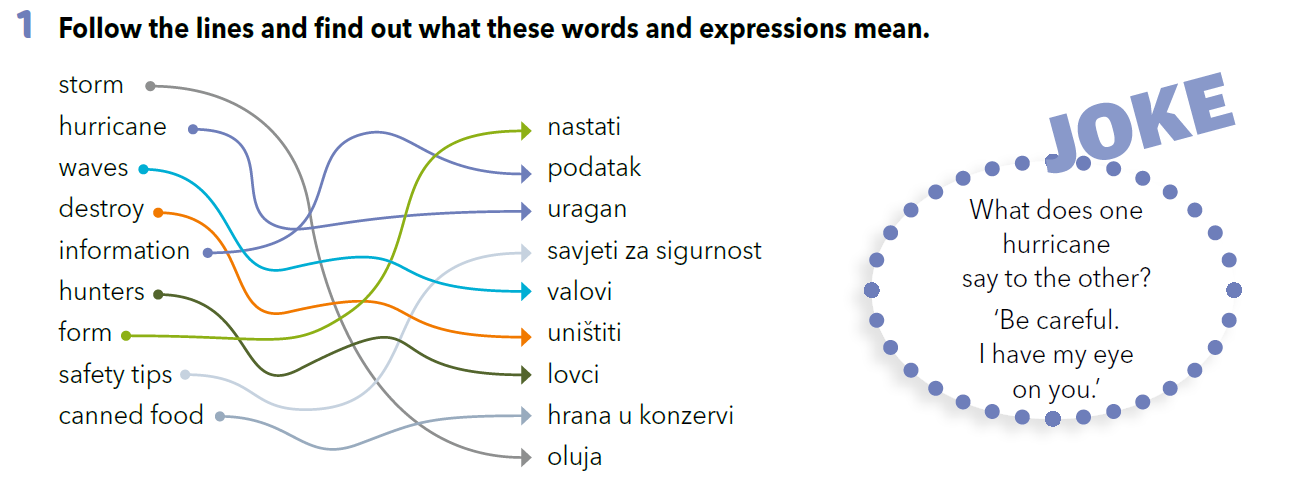 1 Follow the lines and find out what these words and expressions mean.
storm
hurricane
waves
destroy
information
hunters
form
safety tips
canned food
nastati
podatak
uragan
savjeti za sigurnost
valovi
uništiti
lovci
hrana u konzervi
oluja
JOKE
What does one
hurricane
say to the other?
‘Be careful.
I have my eye
on you.’